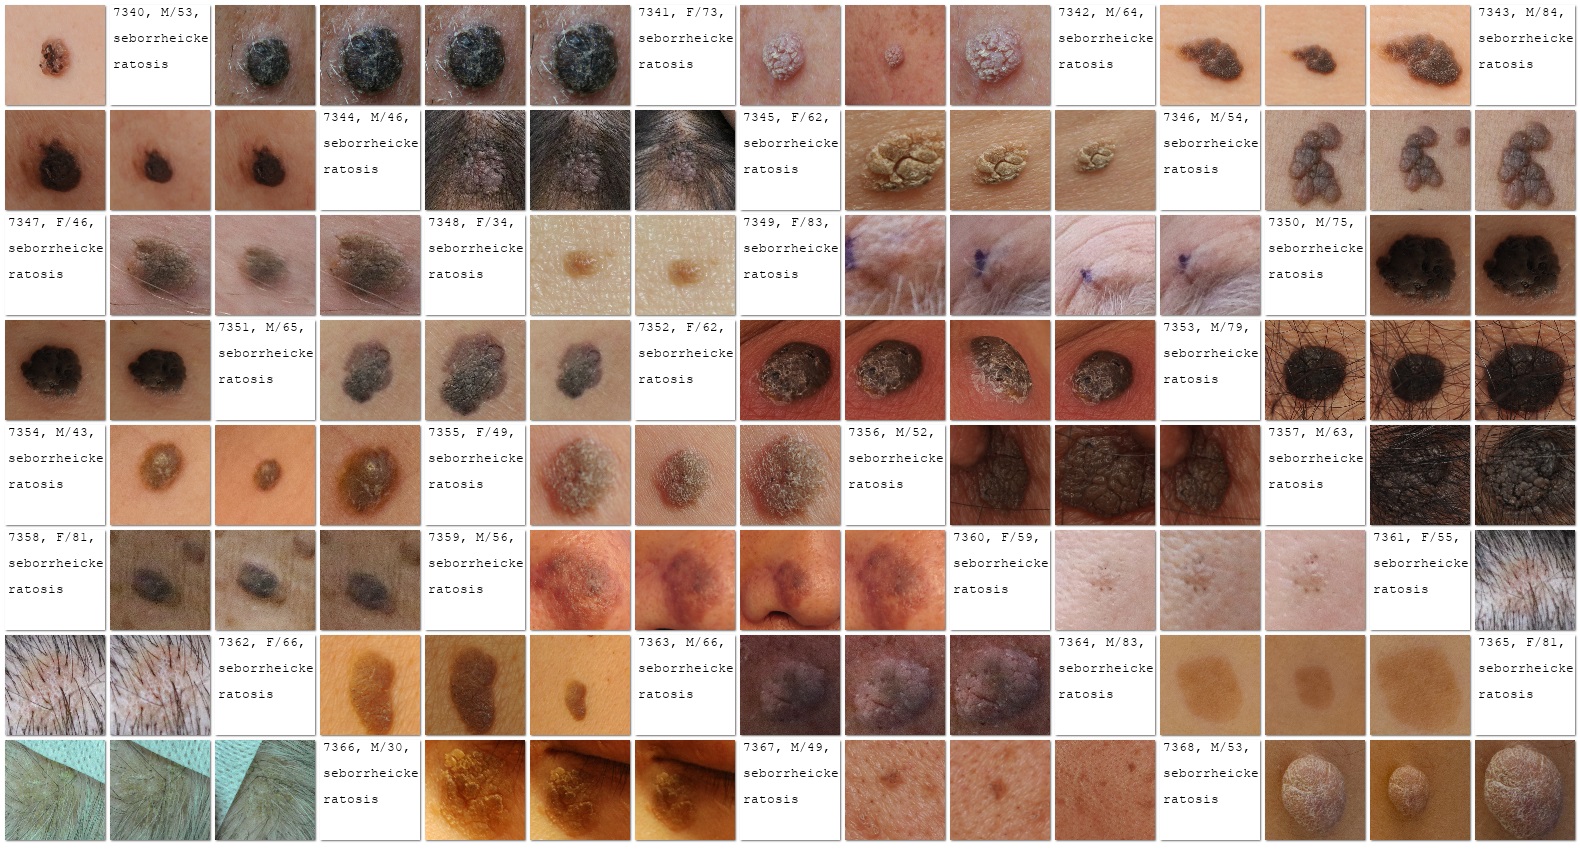 7340, M/53,
seborrheicke
ratosis
7341, F/73,
seborrheicke
ratosis
7342, M/64,
seborrheicke
ratosis
7343, M/84,
seborrheicke
ratosis
7344, M/46,
seborrheicke
ratosis
7345, F/62,
seborrheicke
ratosis
7346, M/54,
seborrheicke
ratosis
7347, F/46,
seborrheicke
ratosis
7348, F/34,
seborrheicke
ratosis
7349, F/83,
seborrheicke
ratosis
7350, M/75,
seborrheicke
ratosis
7351, M/65,
seborrheicke
ratosis
7352, F/62,
seborrheicke
ratosis
7353, M/79,
seborrheicke
ratosis
7354, M/43,
seborrheicke
ratosis
7355, F/49,
seborrheicke
ratosis
7356, M/52,
seborrheicke
ratosis
7357, M/63,
seborrheicke
ratosis
7358, F/81,
seborrheicke
ratosis
7359, M/56,
seborrheicke
ratosis
7360, F/59,
seborrheicke
ratosis
7361, F/55,
seborrheicke
ratosis
7362, F/66,
seborrheicke
ratosis
7363, M/66,
seborrheicke
ratosis
7364, M/83,
seborrheicke
ratosis
7365, F/81,
seborrheicke
ratosis
7366, M/30,
seborrheicke
ratosis
7367, M/49,
seborrheicke
ratosis
7368, M/53,
seborrheicke
ratosis